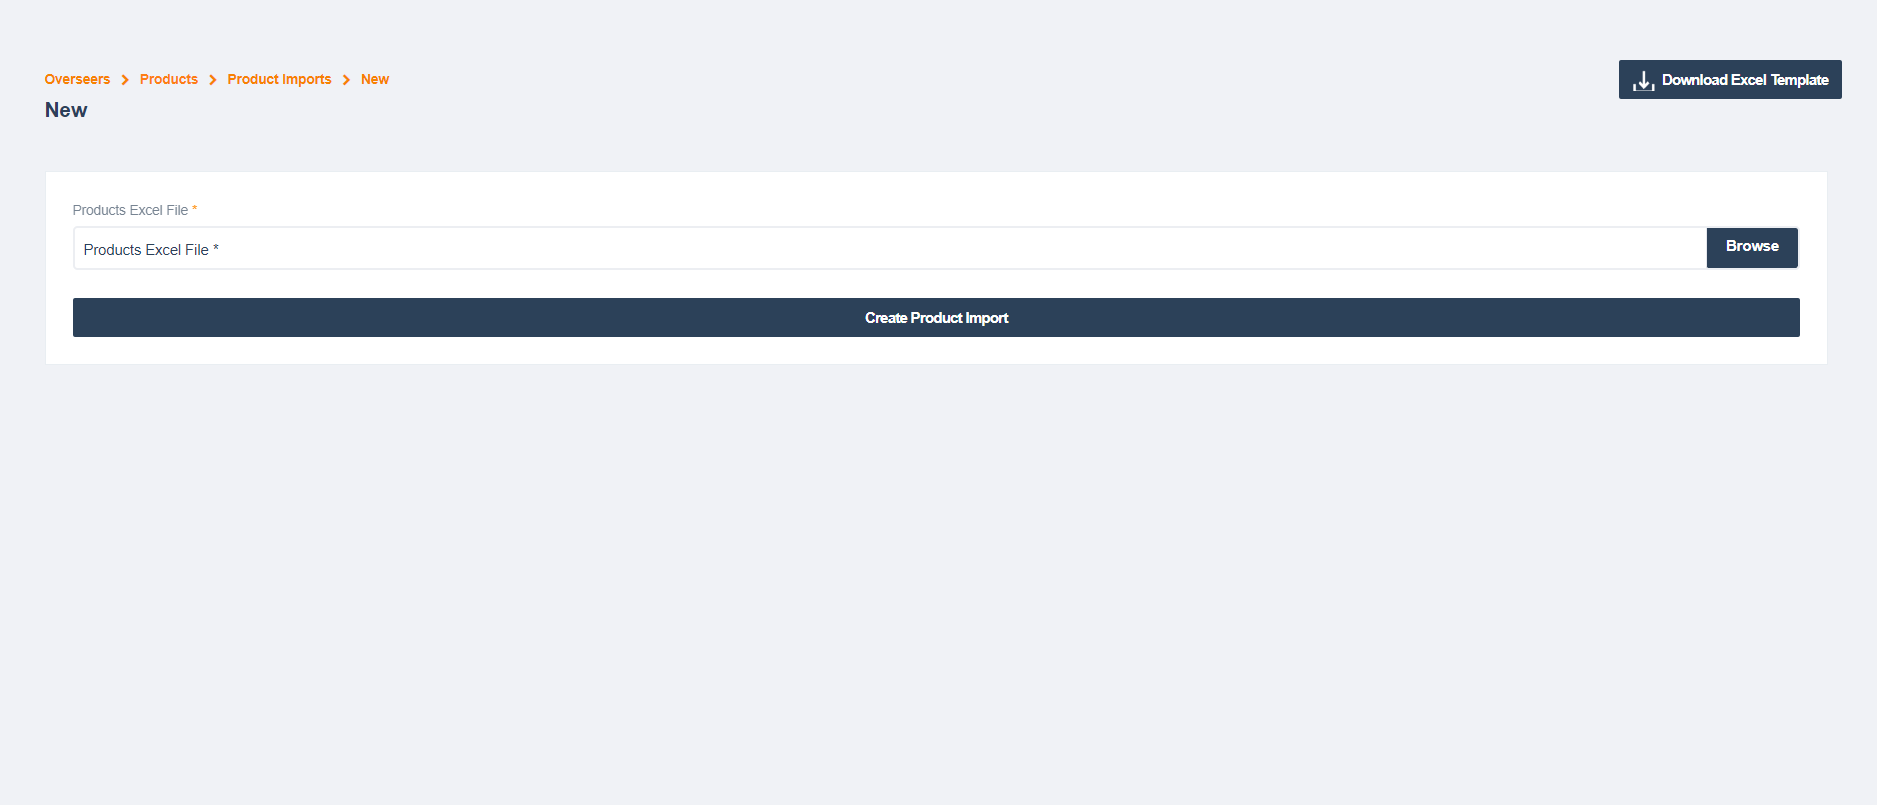 Overseers > Products > Product Imports > New
Download Excel Template
New
Products Excel File *
Products Excel File *
Browse
Create Product Import